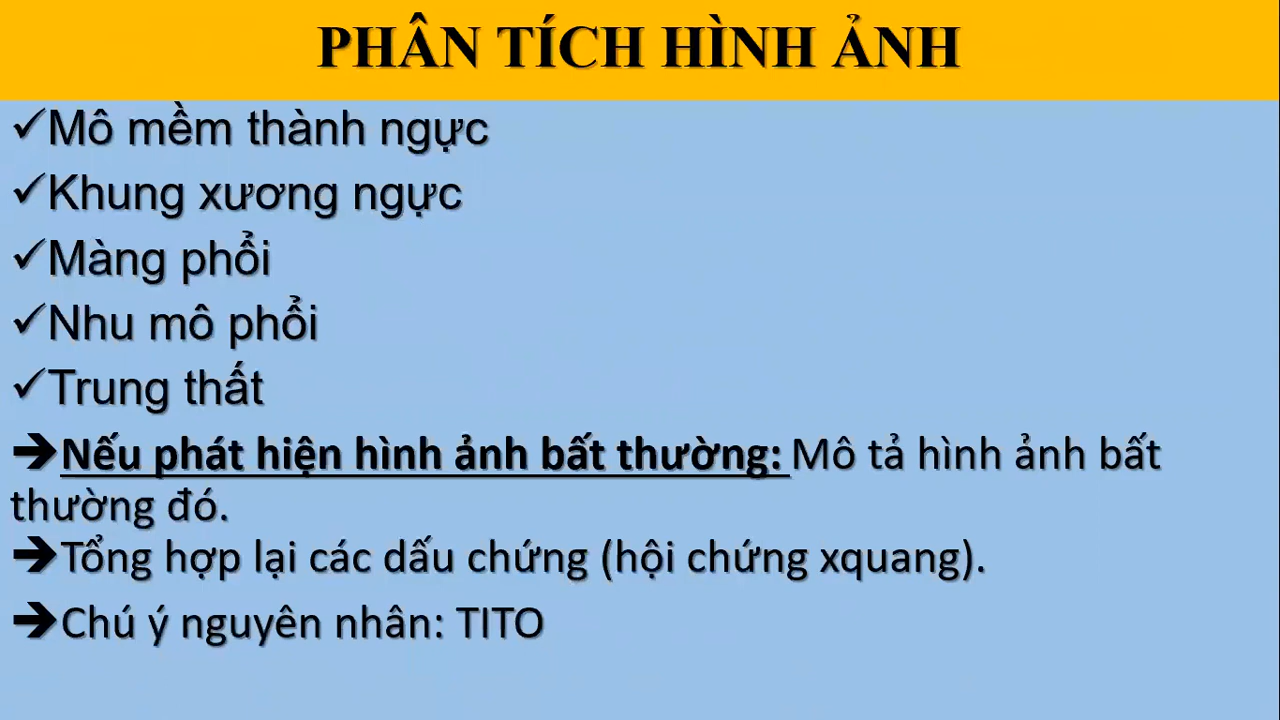 PHÂN TÍCH HÌNH ẢNH
✓Mô mềm thành ngực
✓Khung xương ngực
✓Màng phổi
✓Nhu mô phổi
✓Trung thất
➔Nếu phát hiện hình ảnh bất thường: Mô tả hình ảnh bất
thường đó.
➔Tổng hợp lại các dấu chứng (hội chứng xquang).
➔Chú ý nguyên nhân: TITO